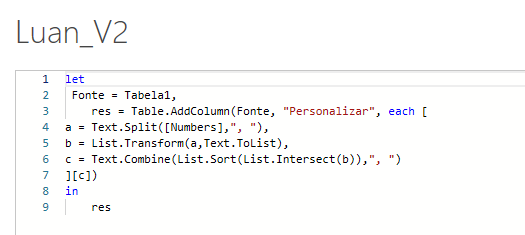 Luan_V2
1 let
2 Fonte = Tabela1,
3 res = Table.AddColumn(Fonte, "Personalizar", each [
4 a = Text.Split([Numbers],", "),
5 b = List.Transform(a,Text.ToList),
6 c = Text.Combine(List.Sort(List.Intersect(b)),", ")
7 ][c])
8 in
9 res